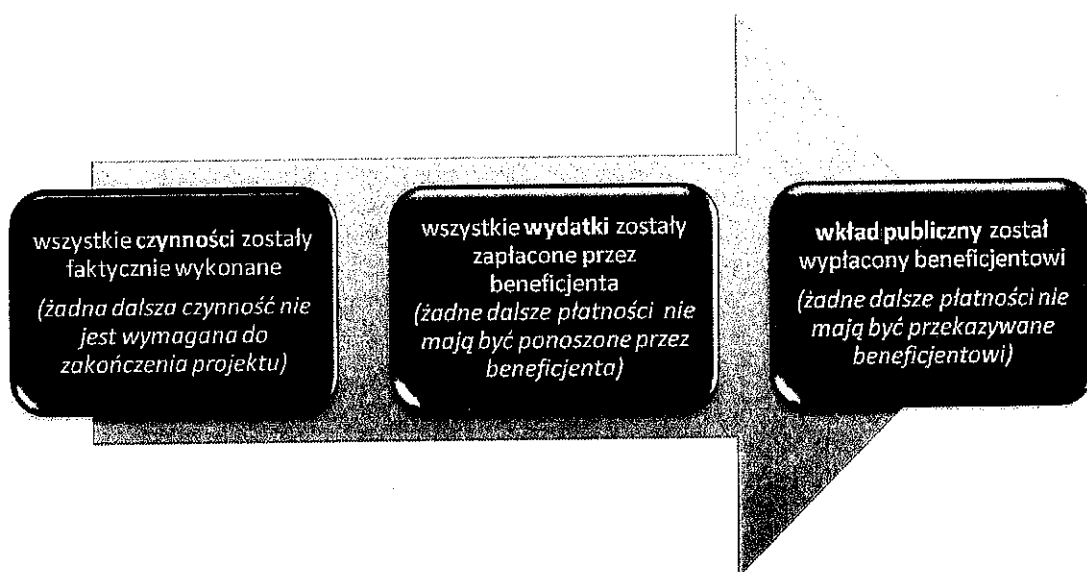 wszystkie czynności zostały
faktycznie wykonane
(żadna dalsza czynność nie
jest wymagana do
zakończenia projektu)
wszystkie wydatki zostały
zapłacone przez
beneficjenta
(żadne dalsze płatności nie
mają być ponoszone przez
beneficjenta)
wkład publiczny został
wypłacony beneficjentowi
(żadne dalsze płatności nie
mają być przekazywane
beneficjentowi)